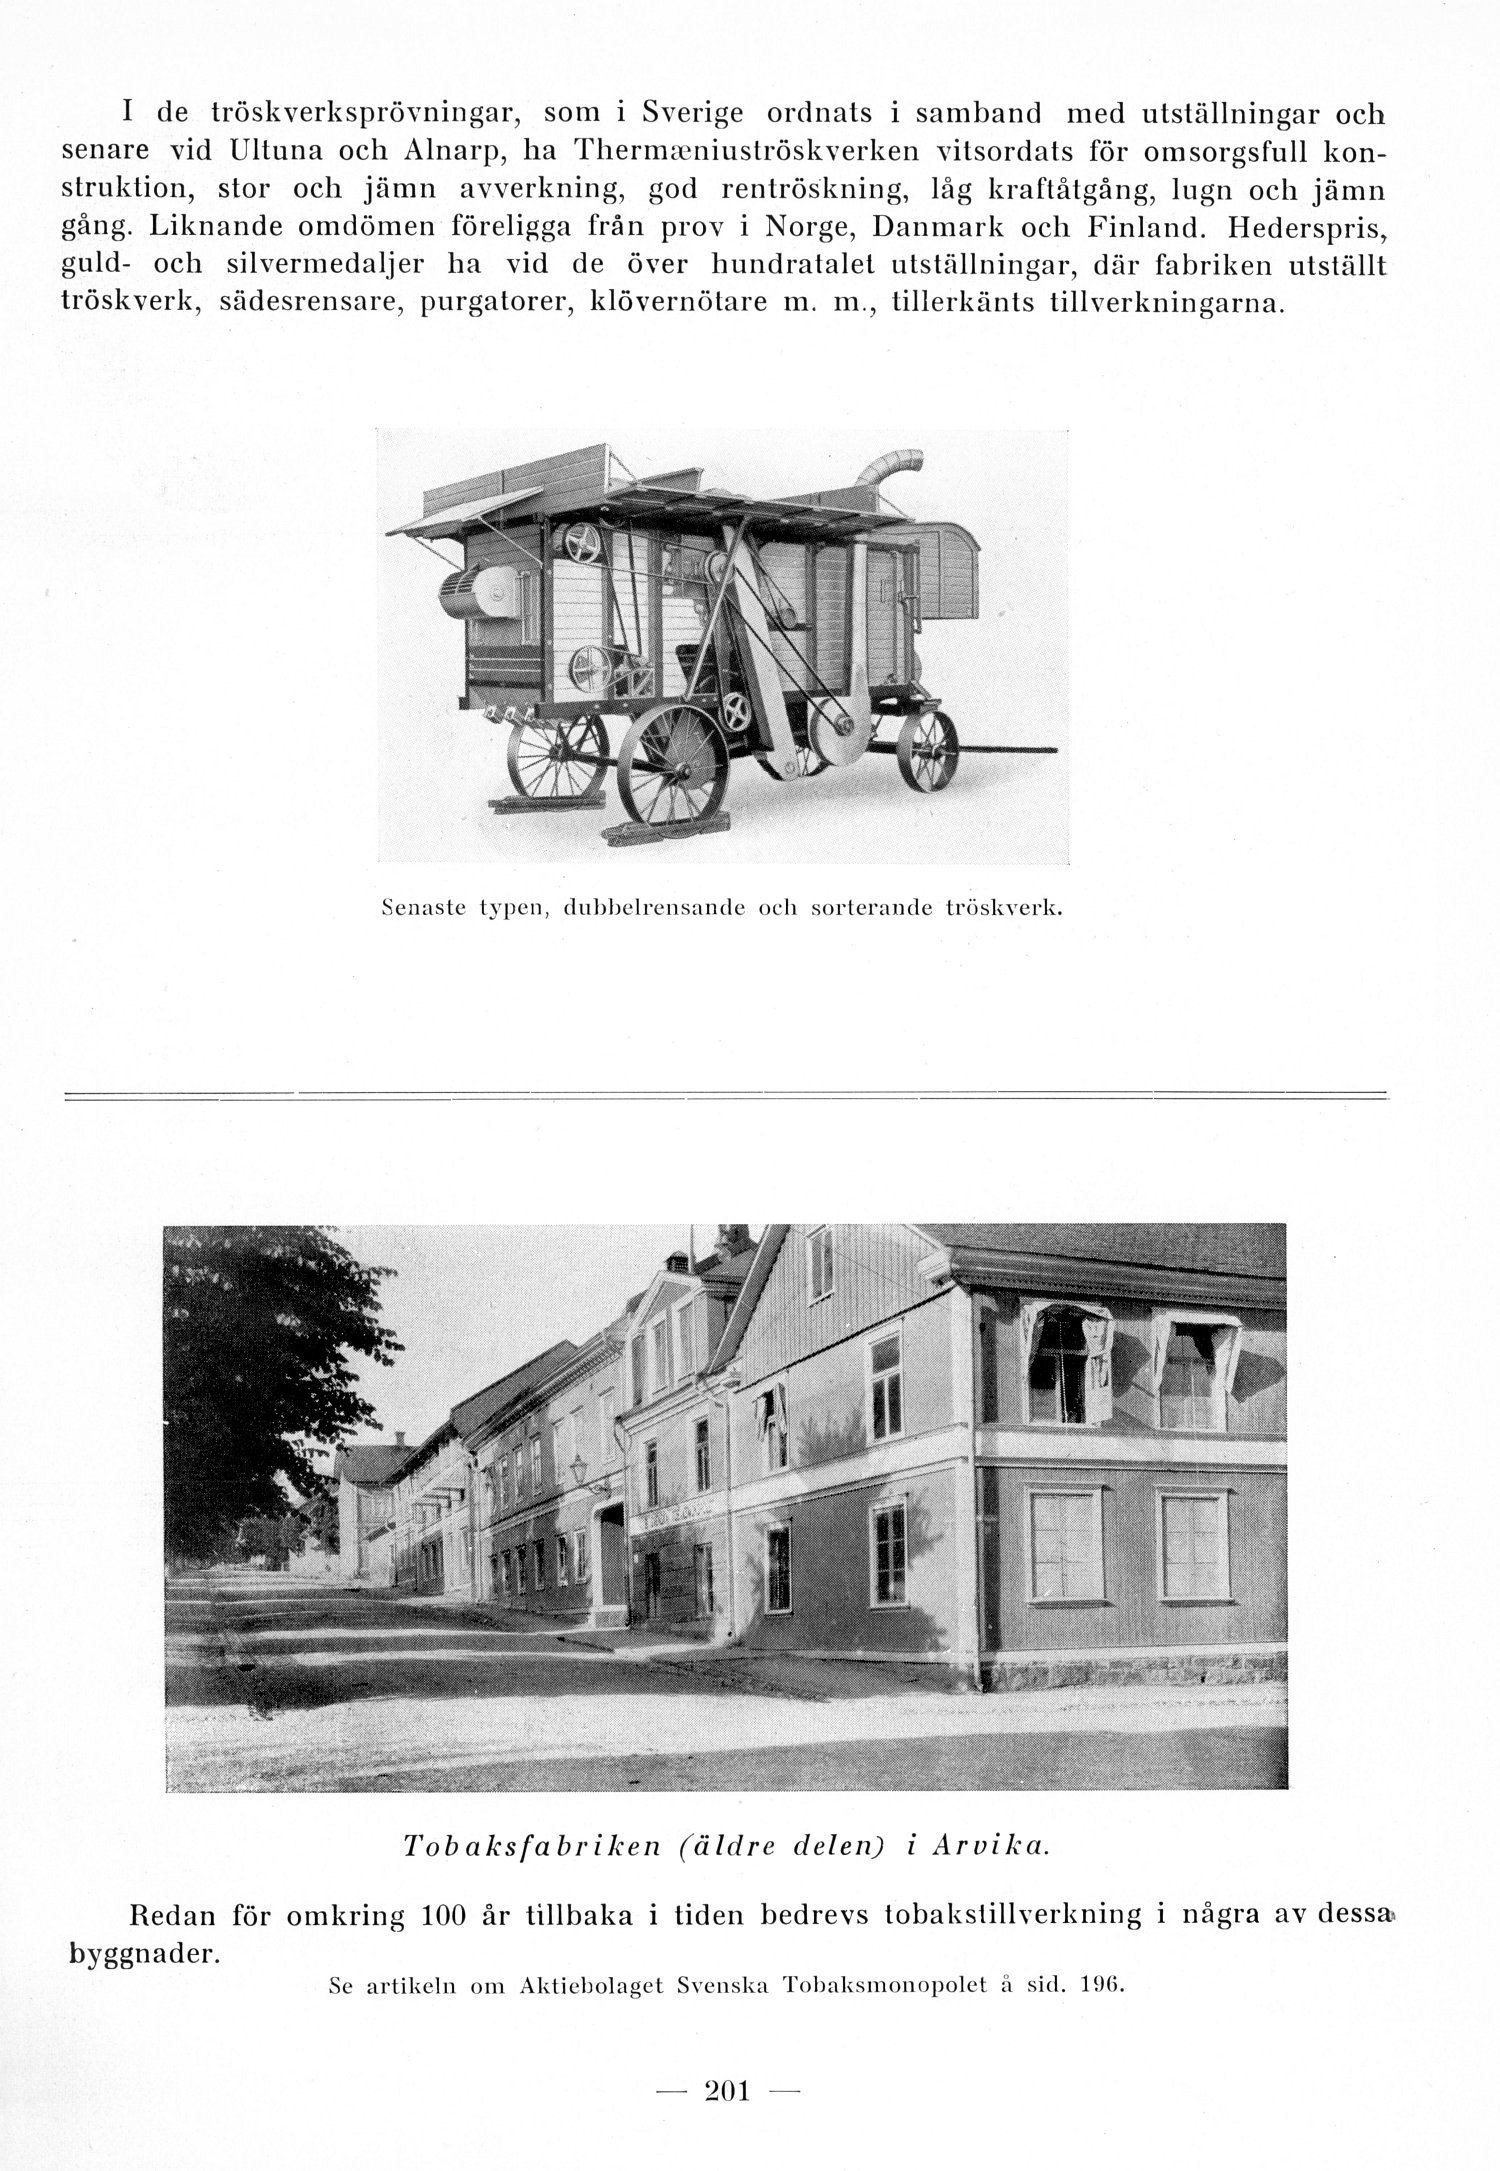 I de tröskverksprövningar, som i Sverige ordnats i samband med utställningar och
senare vid Ultuna och Alnarp, ha Thermæniuströskverken vitsordats för omsorgsfull kon-
struktion, stor och jämn avverkning, god rentröskning, låg kraftåtgång, lugn och jämn
gång. Liknande omdömen föreligga från prov i Norge, Danmark och Finland. Hederspris,
guld- och silvermedaljer ha vid de över hundratalet utställningar, där fabriken utställt
tröskverk, sädesrensare, purgatorer, klövernötare m. m., tillerkänts tillverkningarna.
Senaste typen, dubbelrensande och sorterande tröskverk.
Tobaksfabriken (äldre delen) i Arvika.
Redan för omkring 100 år tillbaka i tiden bedrevs tobakstillverkning i några av dessa
byggnader.
Se artikeln om Aktiebolaget Svenska Tobaksmonopolet å sid. 196.
— 201 —